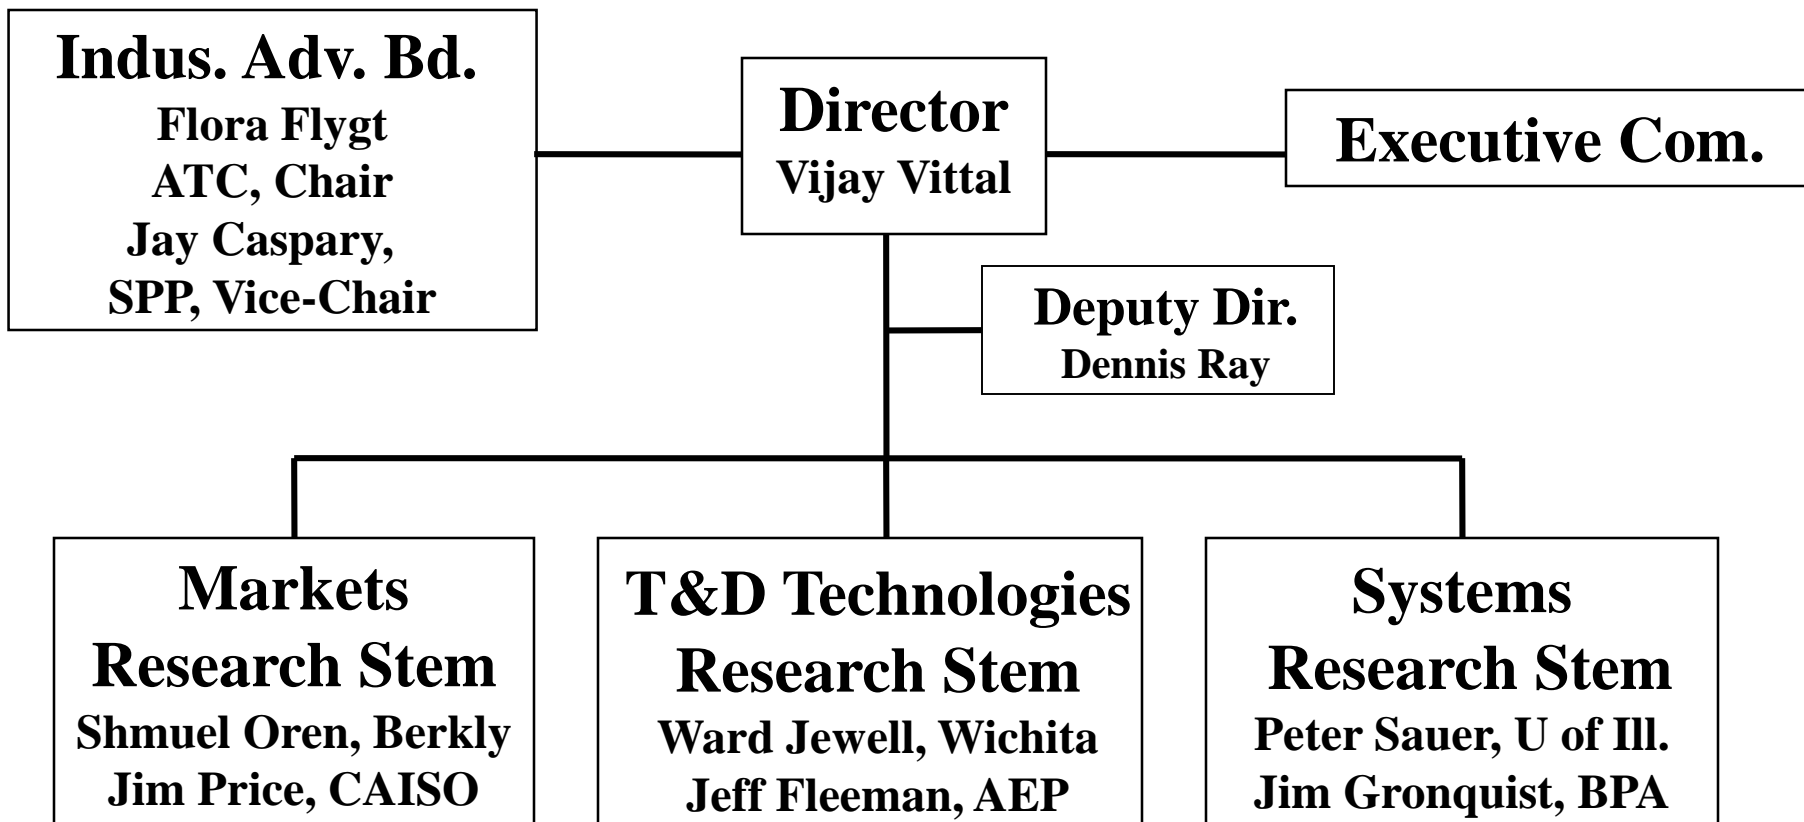 Indus. Adv. Bd.
Flora Flygt
ATC, Chair
Jay Caspary,
SPP, Vice-Chair
Director
Vijay Vittal
Executive Com.
Deputy Dir.
Dennis Ray
Markets
Research Stem
Shmuel Oren, Berkly
Jim Price, CAISO
T&D Technologies
Research Stem
Ward Jewell, Wichita
Jeff Fleeman, AEP
Systems
Research Stem
Peter Sauer, U of Ill.
Jim Gronquist, BPA